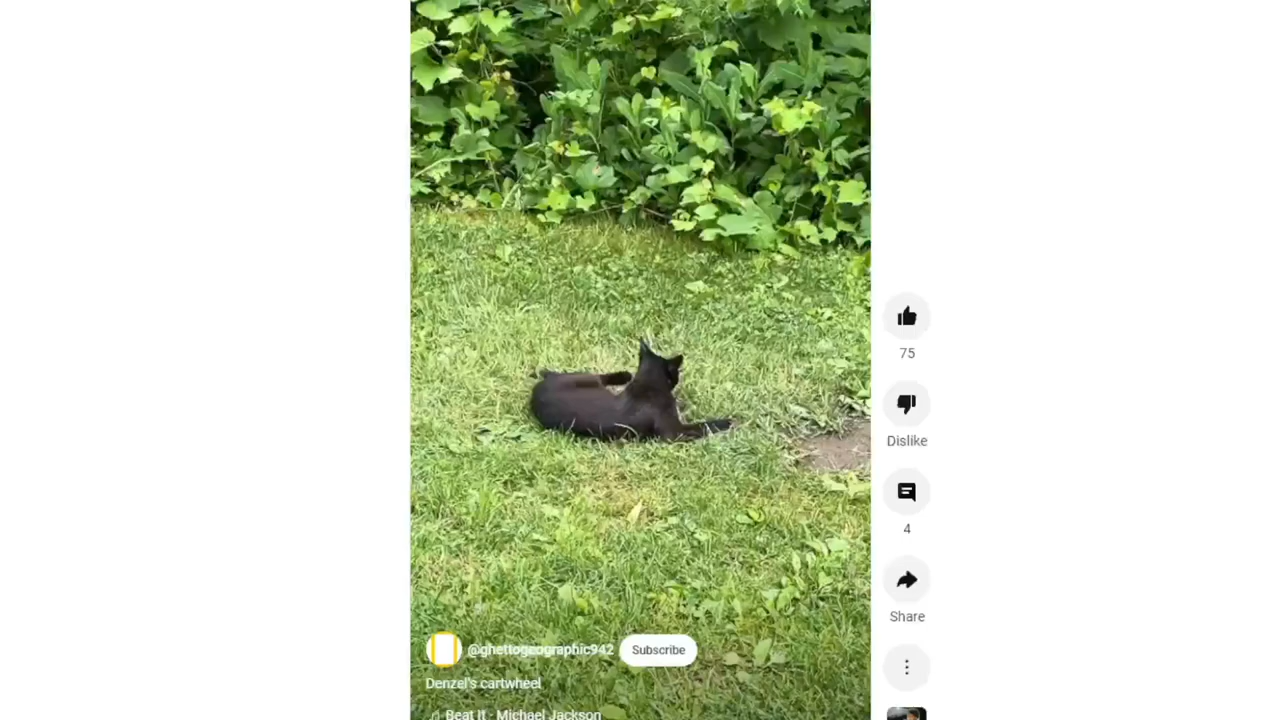 75
Dislike
4
Share
@ghettogeographic942 Subscribe
Denzel's cartwheel
Beat It - Michael Jackson